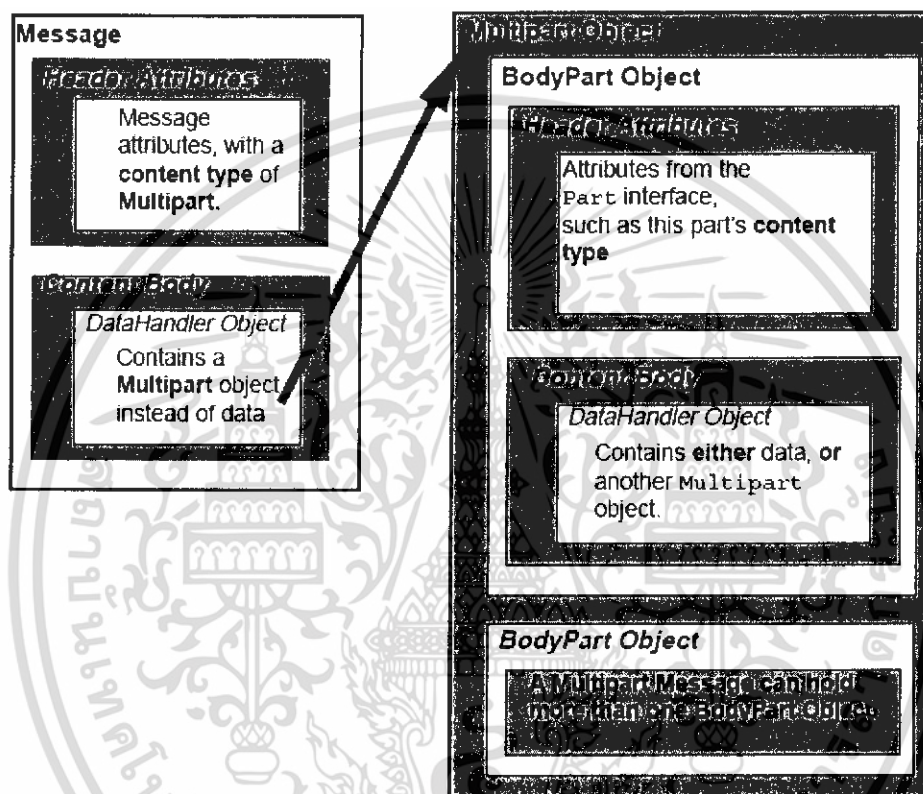 Message
Header Attributes
Message
attributes, with a
content type of
Multipart.
Content Body
DataHandler Object
Contains a
Multipart object,
instead of data
Multipart Object
BodyPart Object
Header Attributes
Attributes from the
Part interface,
such as this part's content
type
Content Body
DataHandler Object
Contains either data, or
another Multipart
object.
BodyPart Object
A Multipart Message can hold
more than one BodyPart Object